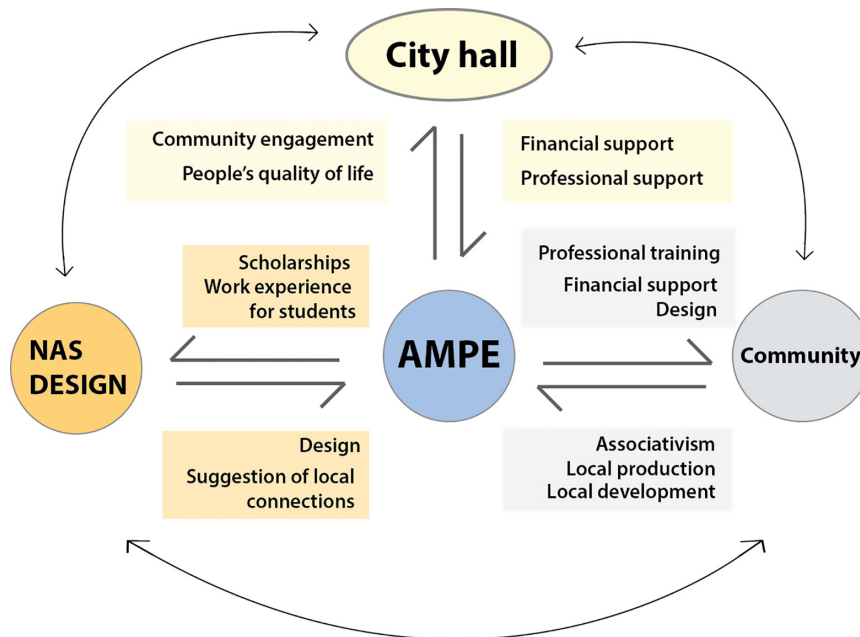 City hall
Community engagement
People's quality of life
Financial support
Professional support
Scholarships
Work experience
for students
Professional training
Financial support
Design
NAS
DESIGN
AMPE
Community
Design
Suggestion of local
connections
Associativism
Local production
Local development